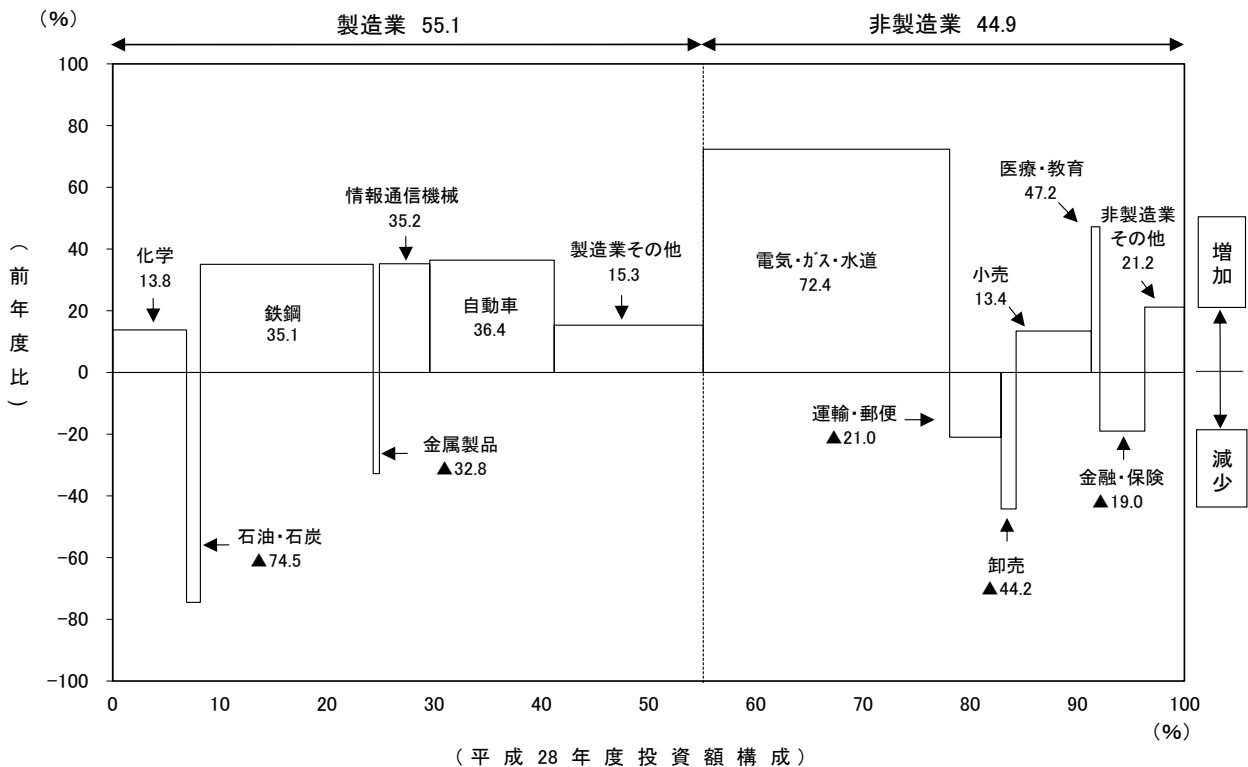 (%)
製造業 55.1
非製造業 44.9
100
80
60
40
20
0
-20
-40
-60
-80
-100
(前年度比)
化学
13.8
石油・石炭
▲74.5
鉄鋼
35.1
金属製品
▲32.8
情報通信機械
35.2
自動車
36.4
製造業その他
15.3
電気・ガス・水道
72.4
運輸・郵便
▲21.0
卸売
▲44.2
小売
13.4
医療・教育
47.2
金融・保険
▲19.0
非製造業
その他
21.2
増加
減少
0 10 20 30 40 50 60 70 80 90 100
(%)
(平成28年度投資額構成)